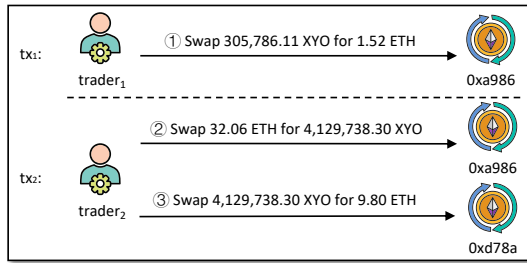 tx₁:
① Swap 305,786.11 XYO for 1.52 ETH
trader₁
0xa986
tx₂:
② Swap 32.06 ETH for 4,129,738.30 XYO
0xa986
③ Swap 4,129,738.30 XYO for 9.80 ETH
trader₂
0xd78a